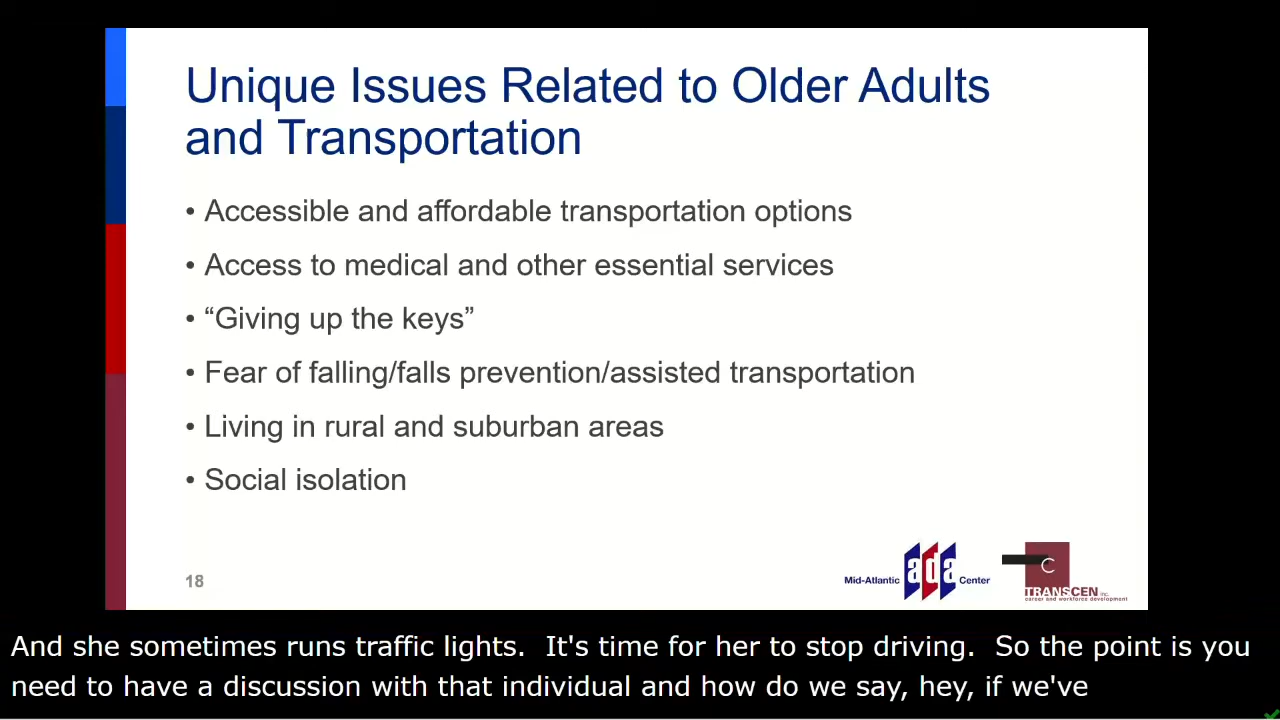 Unique Issues Related to Older Adults
and Transportation
• Accessible and affordable transportation options
• Access to medical and other essential services
• “Giving up the keys”
• Fear of falling/falls prevention/assisted transportation
• Living in rural and suburban areas
• Social isolation
18
Mid-Atlantic ada Center
C
TRANSCEN inc.
career and workforce development
And she sometimes runs traffic lights.  It's time for her to stop driving.  So the point is you
need to have a discussion with that individual and how do we say, hey, if we've